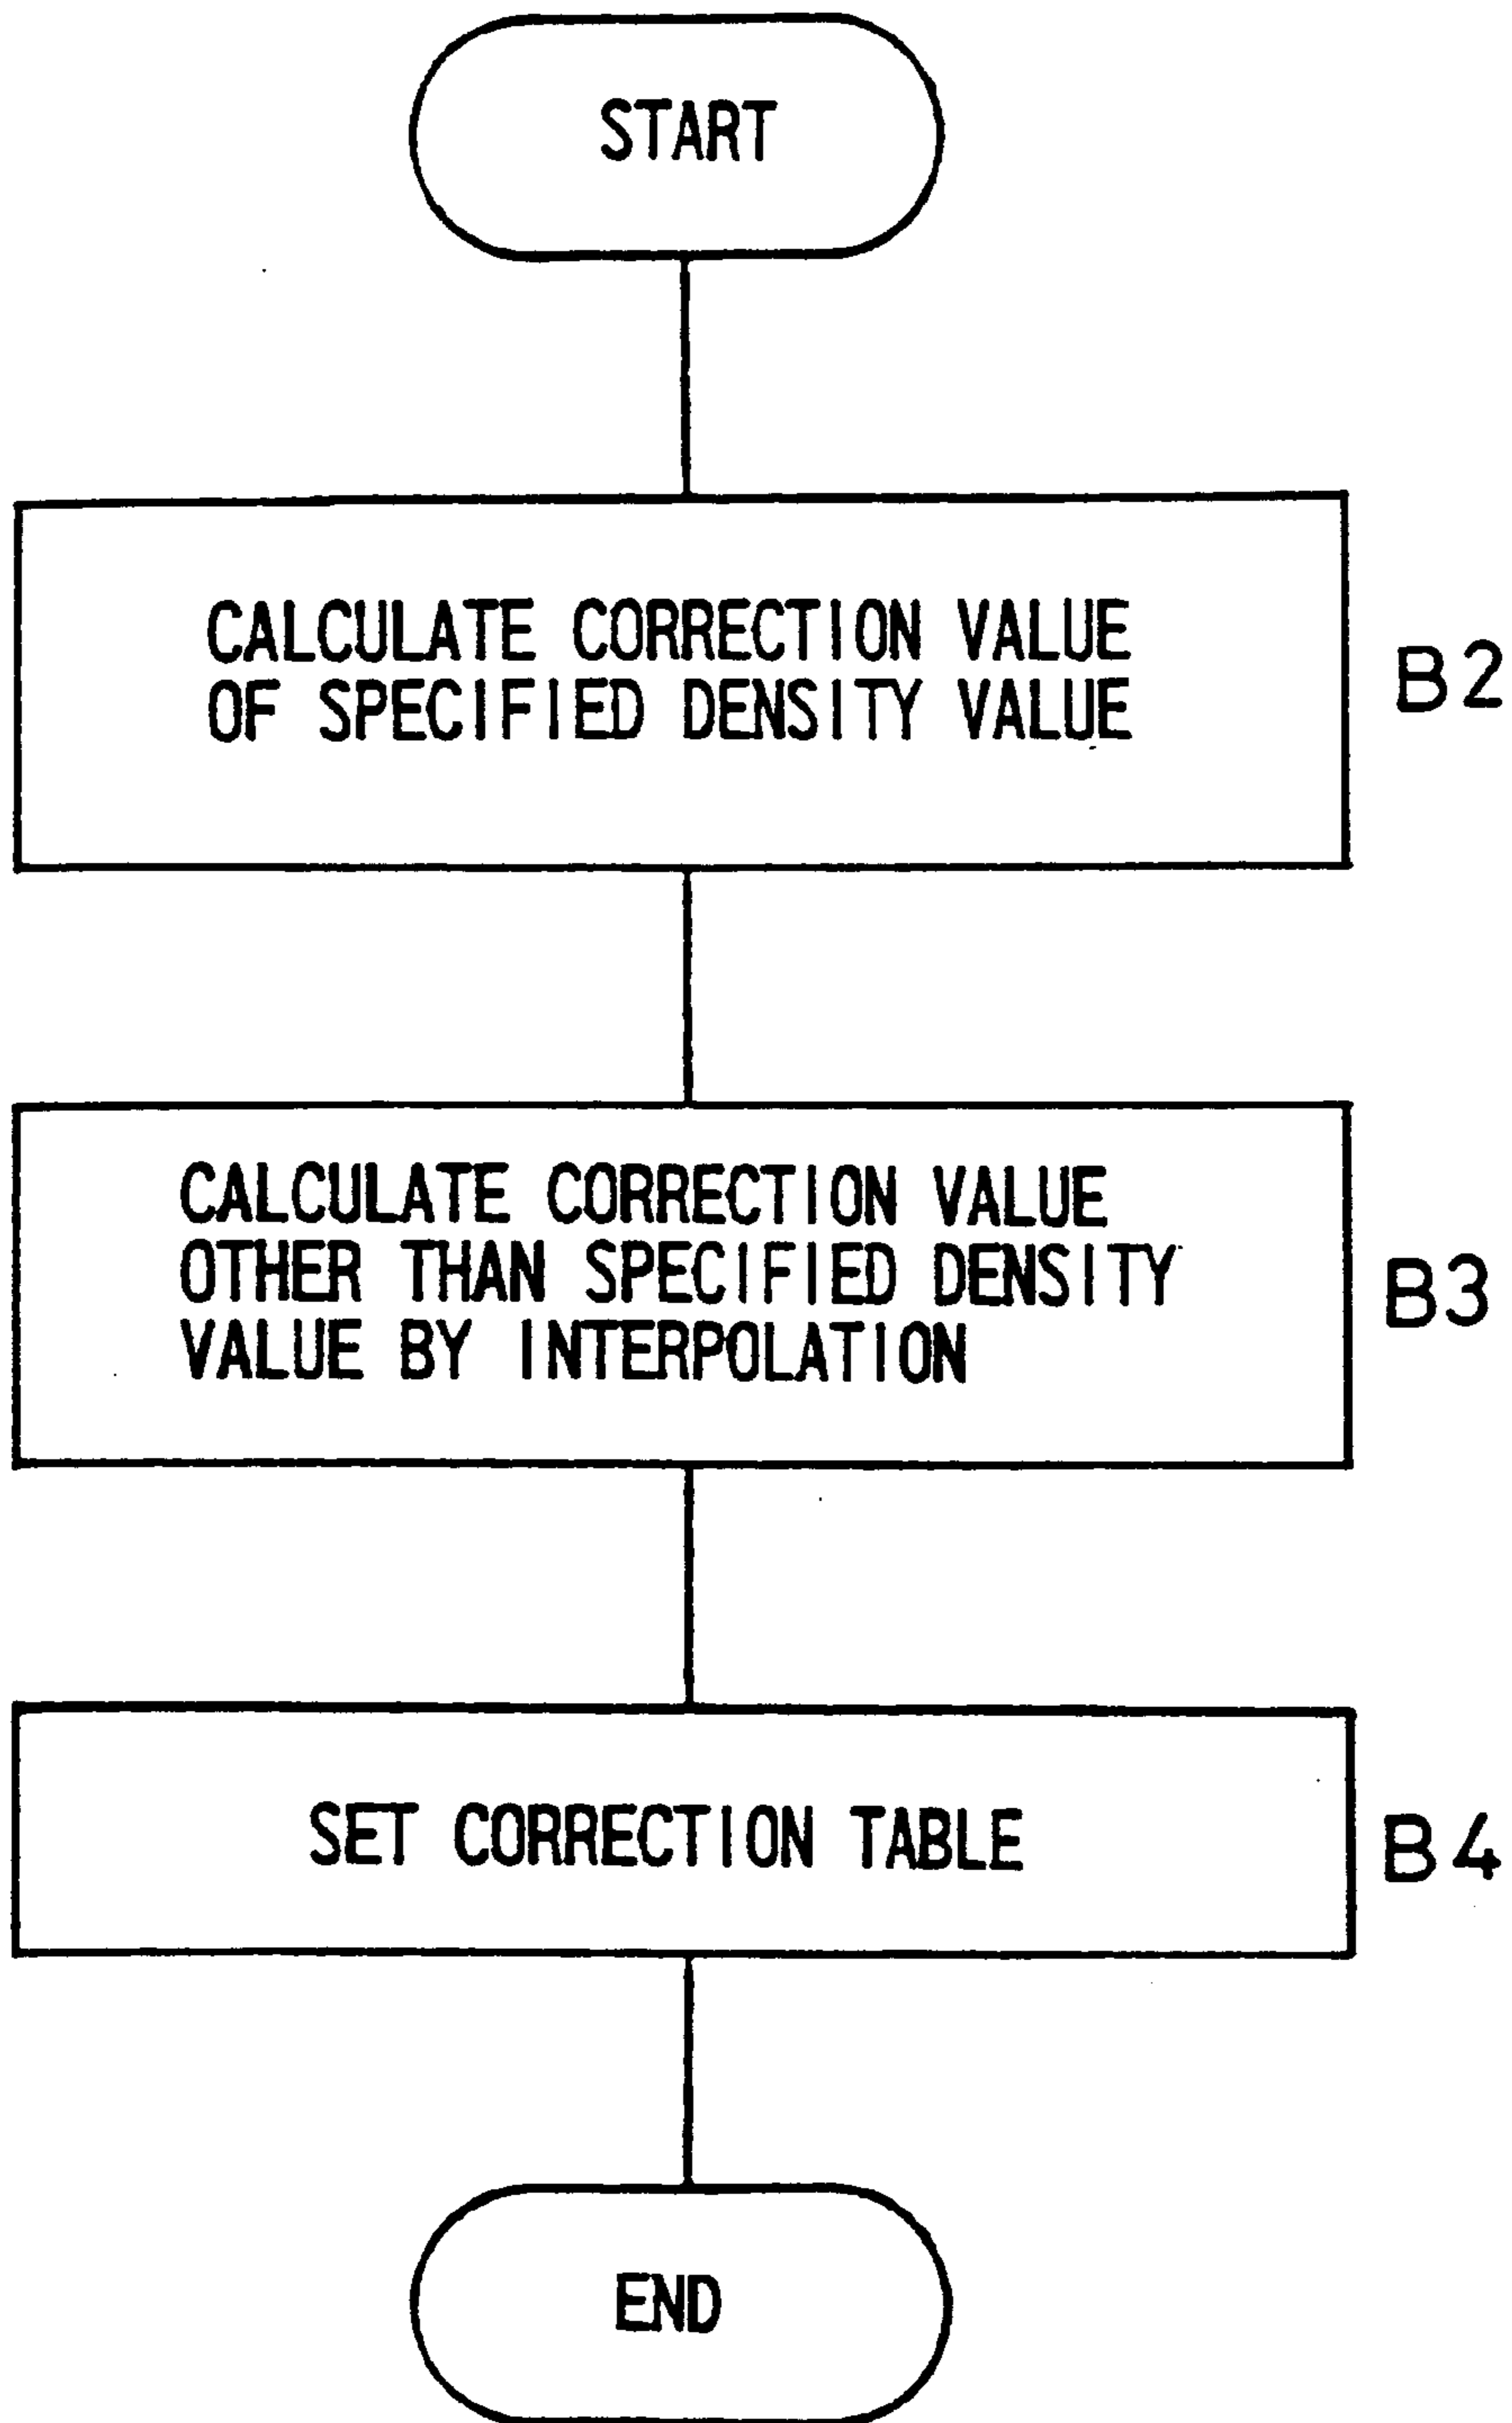 START
CALCULATE CORRECTION VALUE
OF SPECIFIED DENSITY VALUE
B2
CALCULATE CORRECTION VALUE
OTHER THAN SPECIFIED DENSITY
VALUE BY INTERPOLATION
B3
SET CORRECTION TABLE
B4
END